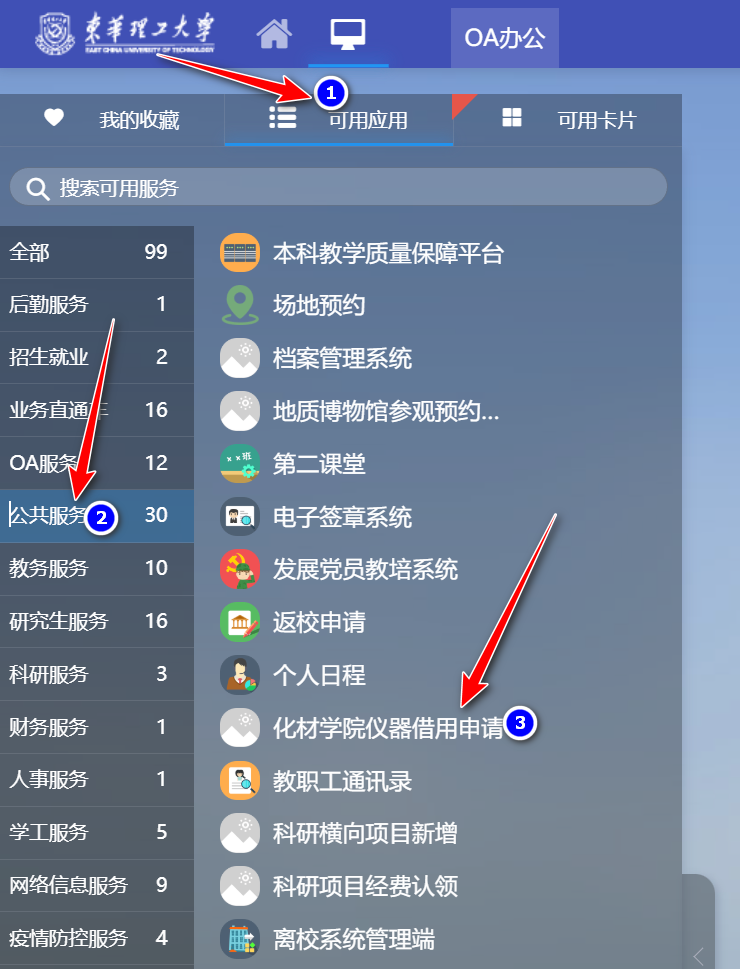 東華理工大学
EAST CHINA UNIVERSITY OF TECHNOLOGY
OA办公
1
我的收藏
可用应用
可用卡片
搜索可用服务
全部 99
后勤服务 1
招生就业 2
业务直通车 16
OA服务 12
公共服务 2 30
教务服务 10
研究生服务 16
科研服务 3
财务服务 1
人事服务 1
学工服务 5
网络信息服务 9
疫情防控服务 4
本科教学质量保障平台
场地预约
档案管理系统
地质博物馆参观预约...
××班
第二课堂
电子签章系统
发展党员教培系统
返校申请
个人日程
化材学院仪器借用申请 3
教职工通讯录
科研横向项目新增
科研项目经费认领
离校系统管理端